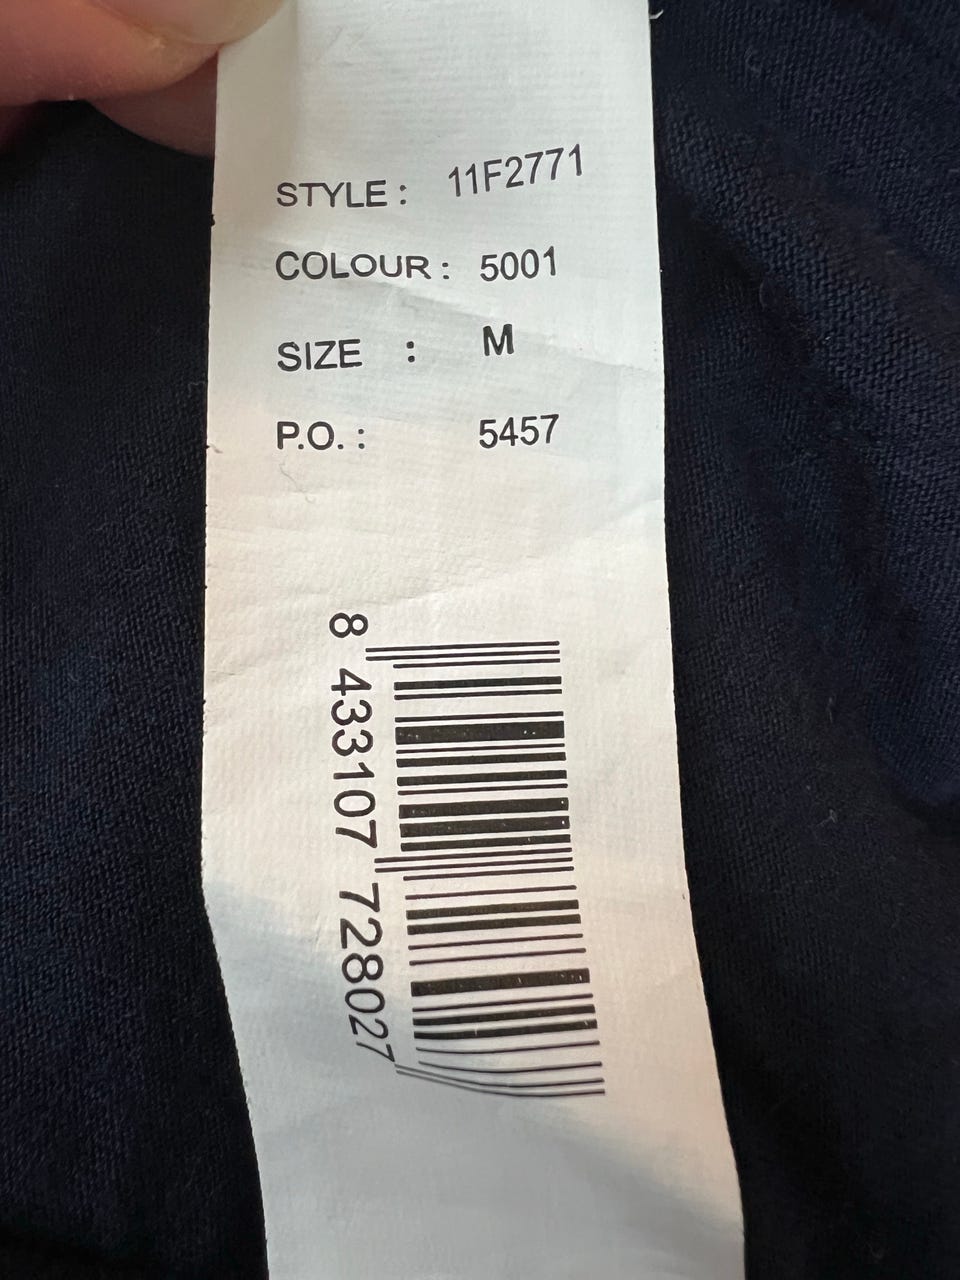 STYLE : 11F2771
COLOUR : 5001
SIZE : M
P.O. : 5457
8 433107 728027